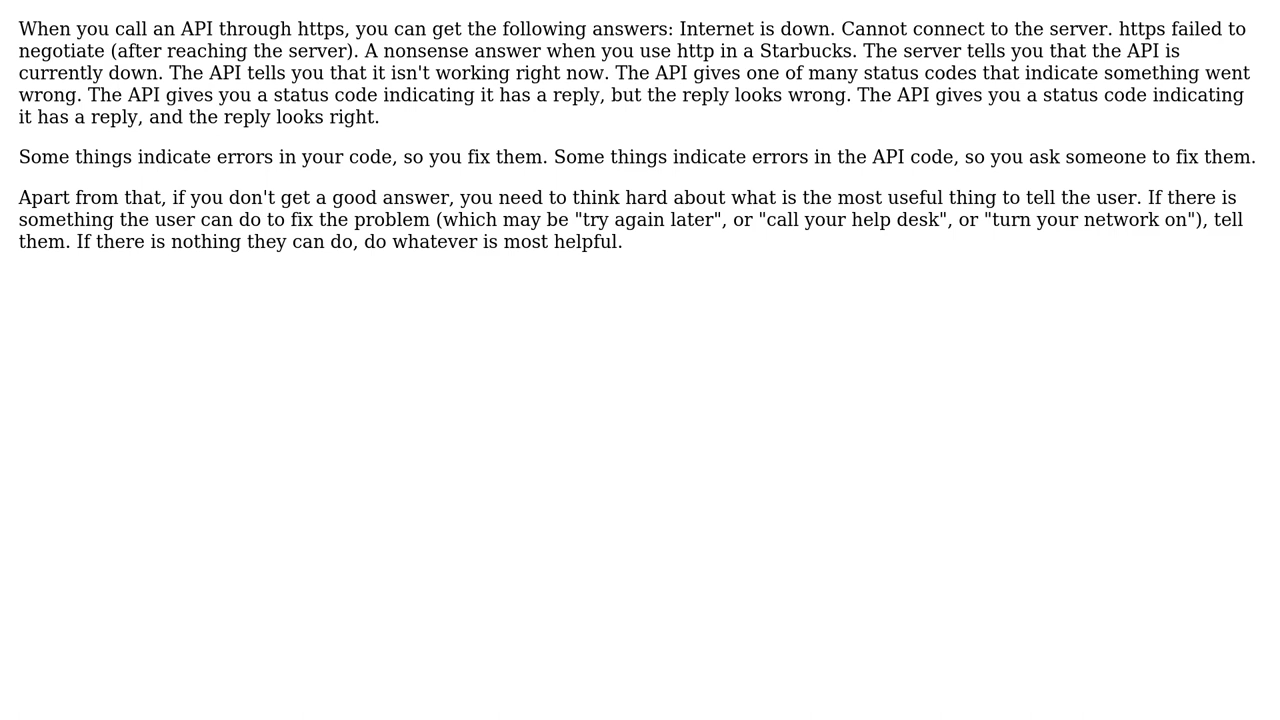 When you call an API through https, you can get the following answers: Internet is down. Cannot connect to the server. https failed to
negotiate (after reaching the server). A nonsense answer when you use http in a Starbucks. The server tells you that the API is
currently down. The API tells you that it isn't working right now. The API gives one of many status codes that indicate something went
wrong. The API gives you a status code indicating it has a reply, but the reply looks wrong. The API gives you a status code indicating
it has a reply, and the reply looks right.
Some things indicate errors in your code, so you fix them. Some things indicate errors in the API code, so you ask someone to fix them.
Apart from that, if you don't get a good answer, you need to think hard about what is the most useful thing to tell the user. If there is
something the user can do to fix the problem (which may be "try again later", or "call your help desk", or "turn your network on"), tell
them. If there is nothing they can do, do whatever is most helpful.